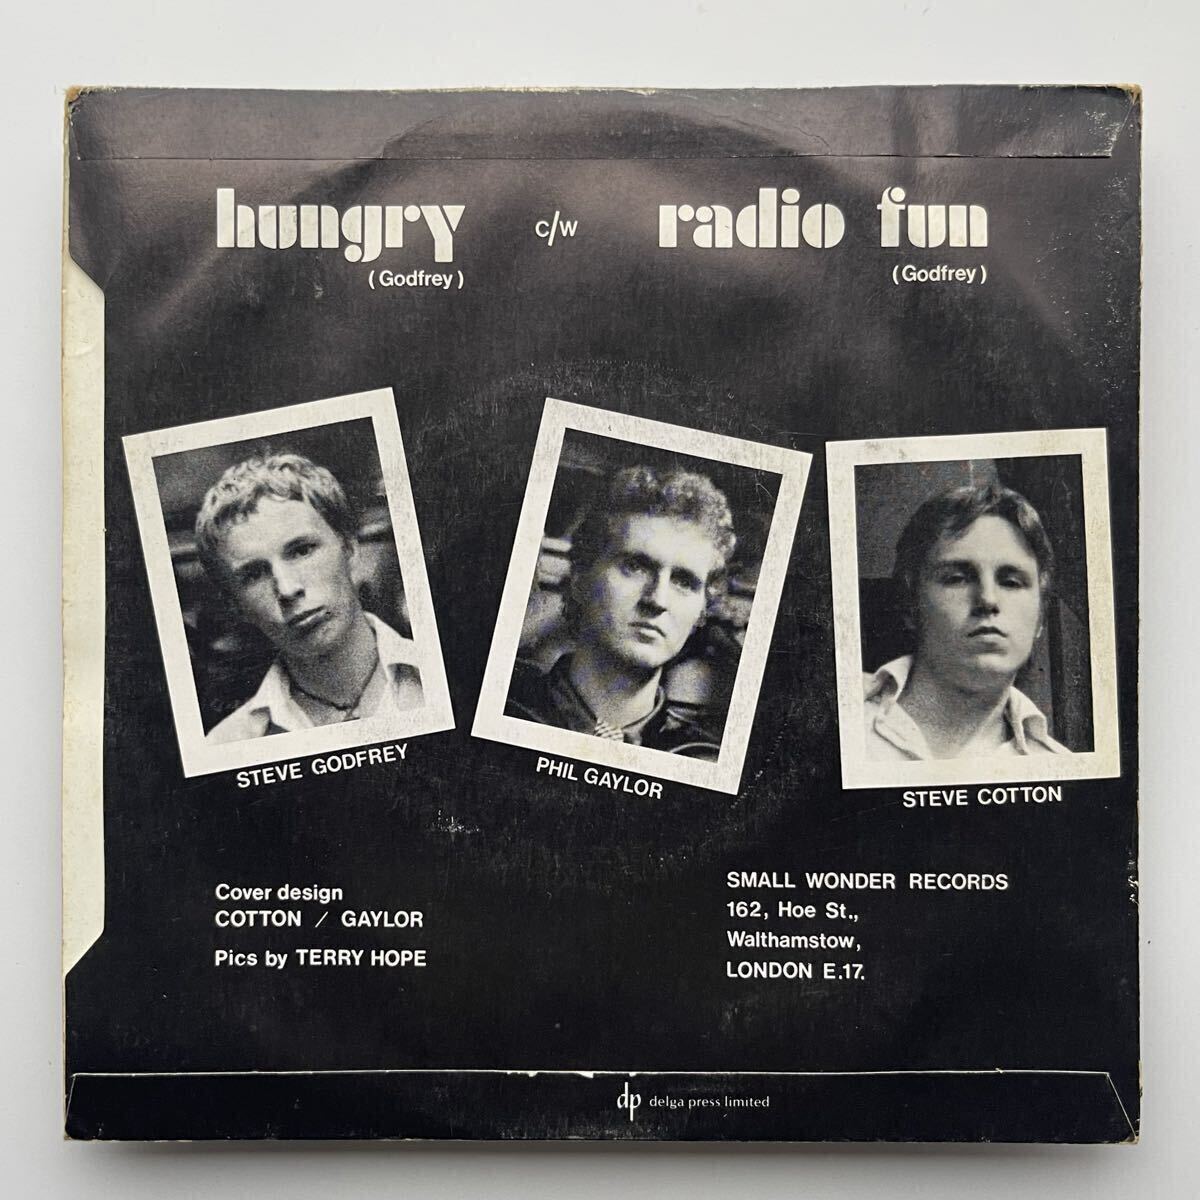 hungry c/w radio fun
(Godfrey) (Godfrey)
STEVE GODFREY
PHIL GAYLOR
STEVE COTTON
Cover design
COTTON / GAYLOR
Pics by TERRY HOPE
SMALL WONDER RECORDS
162, Hoe St.,
Walthamstow,
LONDON E.17.
dp delga press limited